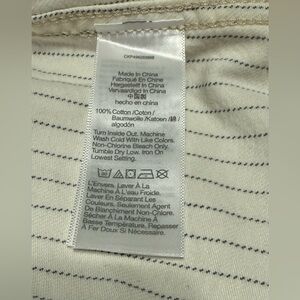 Made In China
Fabriqué En Chine
Hergestellt In China
Vervaardigd In China
中国製
hecho en china
100% Cotton /Coton /
Baumwolle /Katoen /綿 /
algodón
Turn Inside Out. Machine
Wash Cold With Like Colors.
Non-Chlorine Bleach Only.
Tumble Dry Low. Iron On
Lowest Setting.
L'Envers. Laver À La
Machine À L'eau Froide.
Laver En Séparant Les
Couleurs, Seulement Agent
De Blanchiment Non-Chlore.
Sécher À La Machine À
Basse Température, Repasser
À Fer Doux Si Nécessaire.